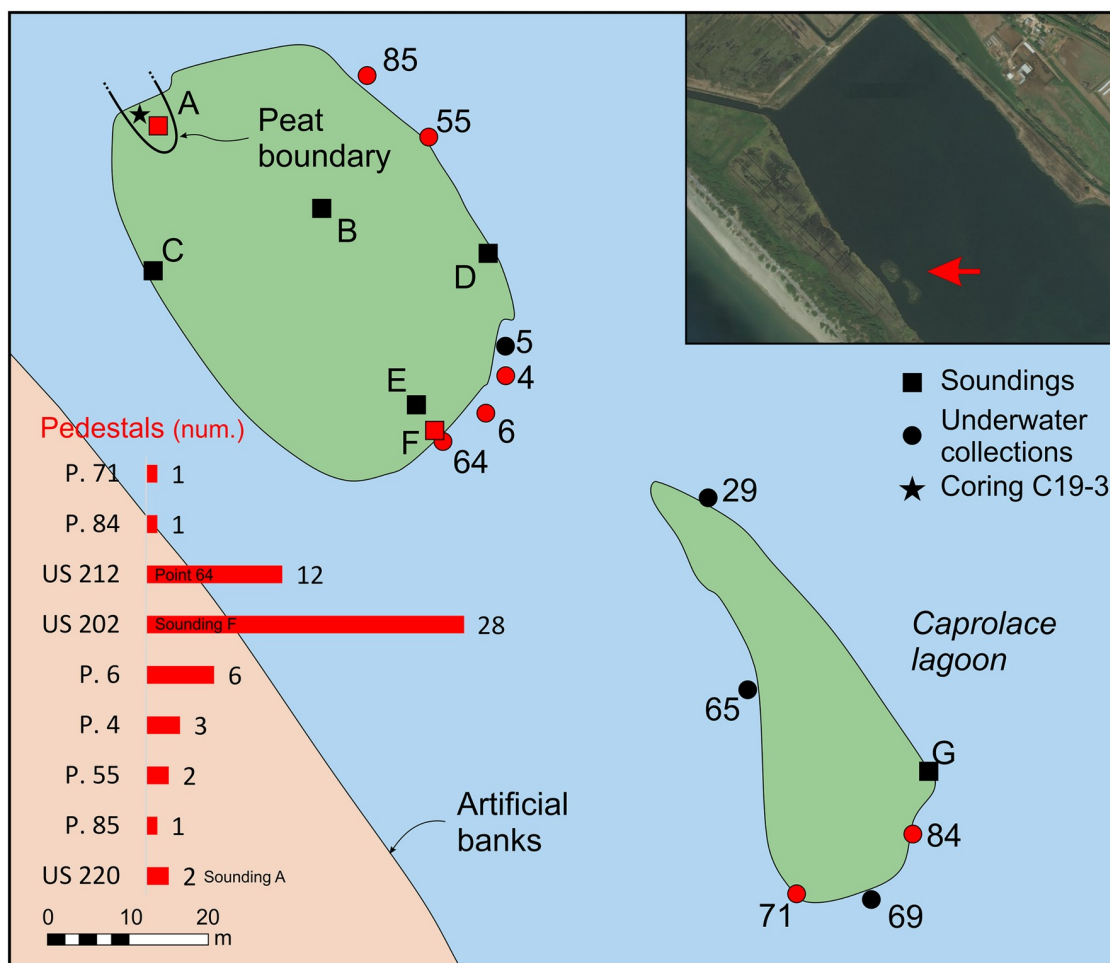 85
A
55
Peat
boundary
B
C
D
5
4
E
6
F
64
Soundings
Underwater
collections
Coring C19-3
29
Pedestals (num.)
P. 71 1
P. 84 1
US 212 Point 64 12
US 202 Sounding F 28
P. 6 6
P. 4 3
P. 55 2
P. 85 1
US 220 2 Sounding A
0 10 20
m
Artificial
banks
Caprolace
lagoon
65
G
84
71
69